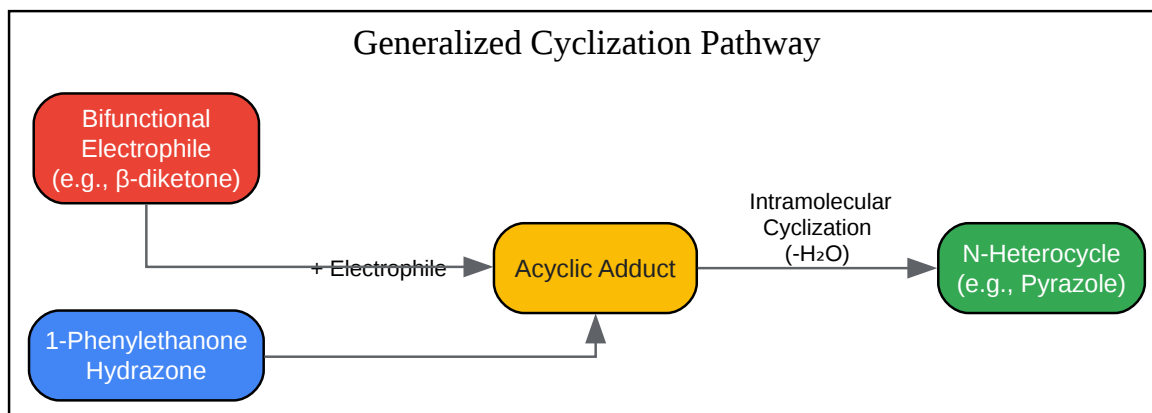 Generalized Cyclization Pathway
Bifunctional
Electrophile
(e.g., β-diketone)
+ Electrophile
1-Phenylethanone
Hydrazone
Acyclic Adduct
Intramolecular
Cyclization
(-H₂O)
N-Heterocycle
(e.g., Pyrazole)